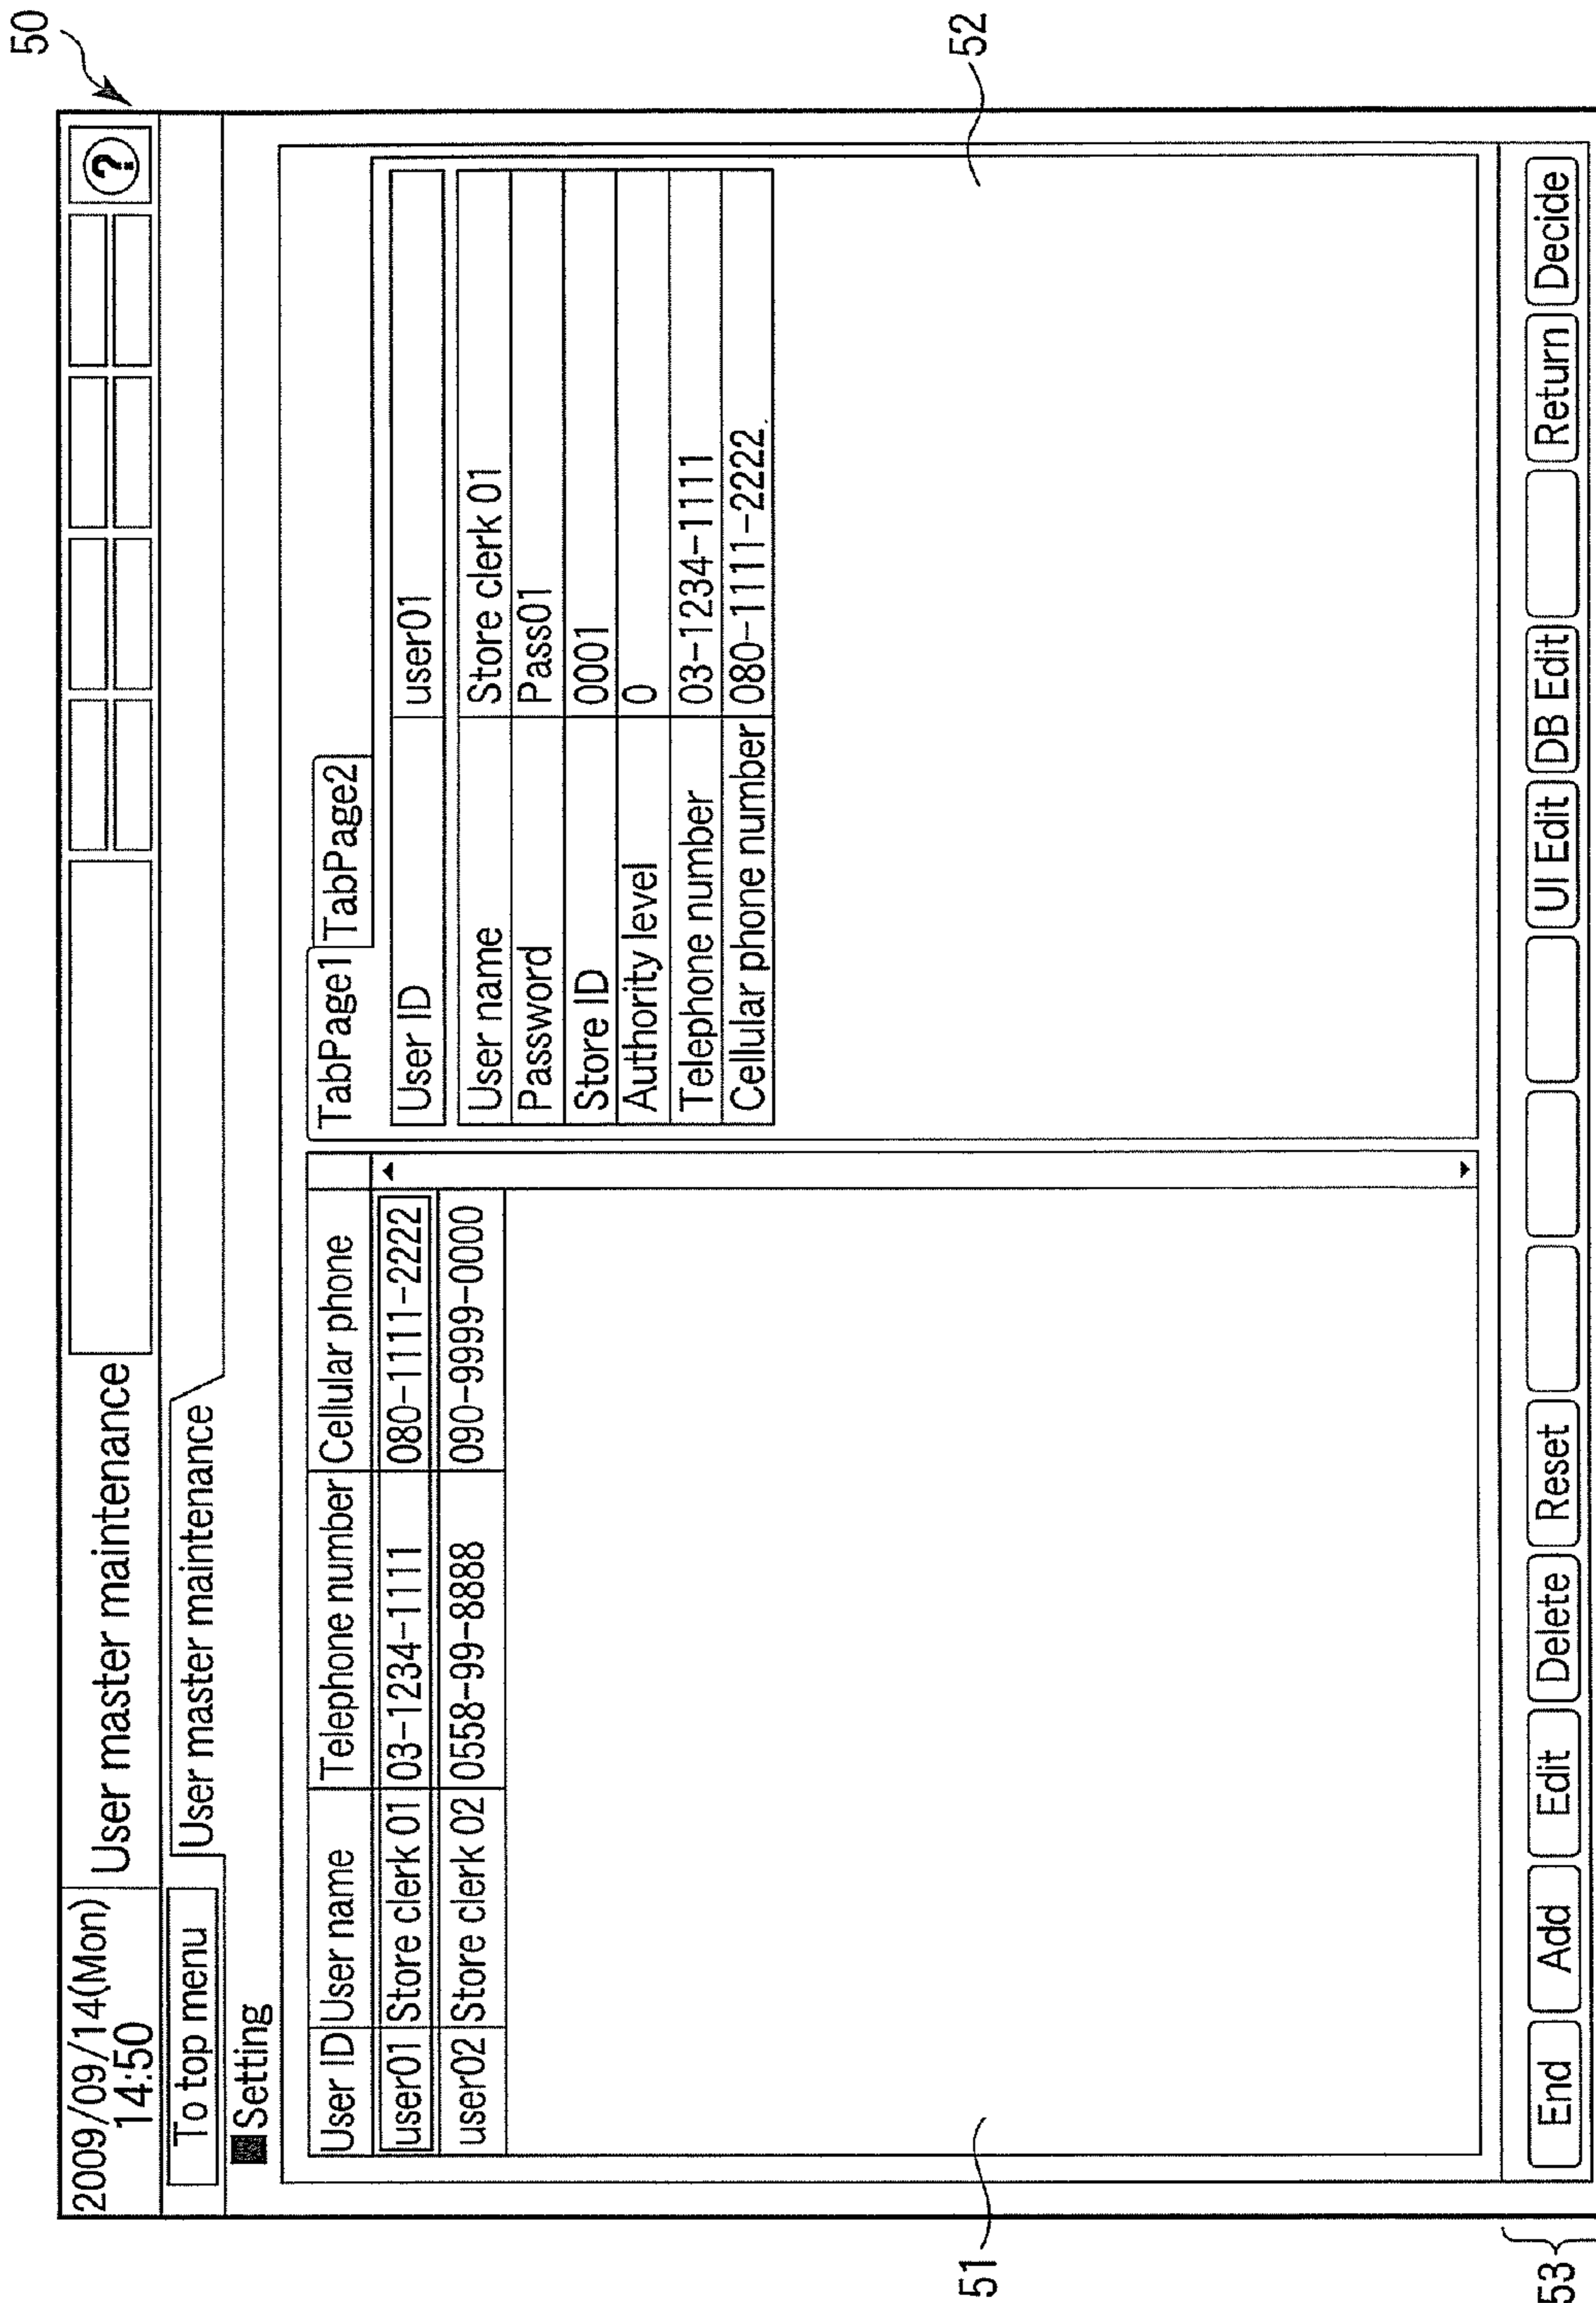 50
2009/09/14(Mon)
14:50
User master maintenance
?
To top menu
User master maintenance
Setting
User ID User name Telephone number Cellular phone
user01 Store clerk 01 03-1234-1111 080-1111-2222
user02 Store clerk 02 0558-99-8888 090-9999-0000
TabPage1 TabPage2
User ID user01
User name Store clerk 01
Password Pass01
Store ID 0001
Authority level 0
Telephone number 03-1234-1111
Cellular phone number 080-1111-2222
51
52
53
End Add Edit Delete Reset UI Edit DB Edit Return Decide